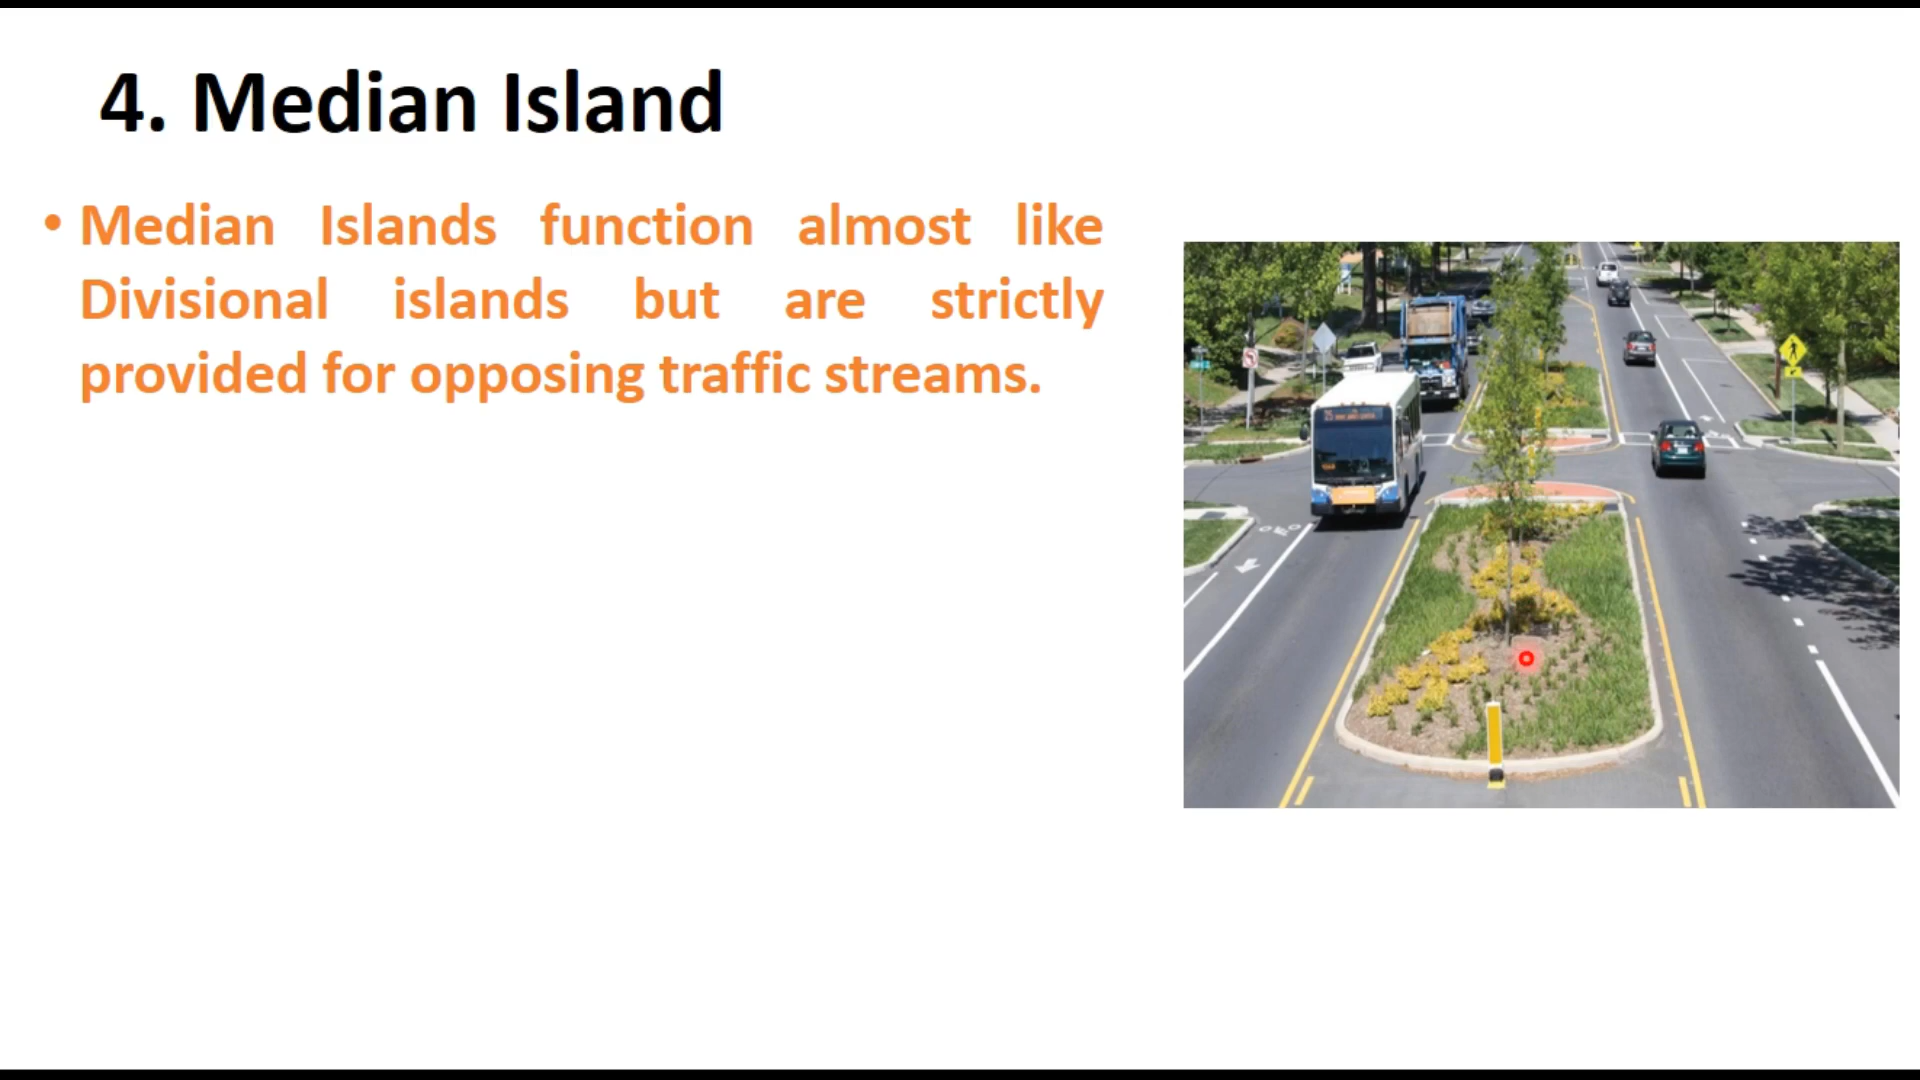 4. Median Island
• Median Islands function almost like
Divisional islands but are strictly
provided for opposing traffic streams.